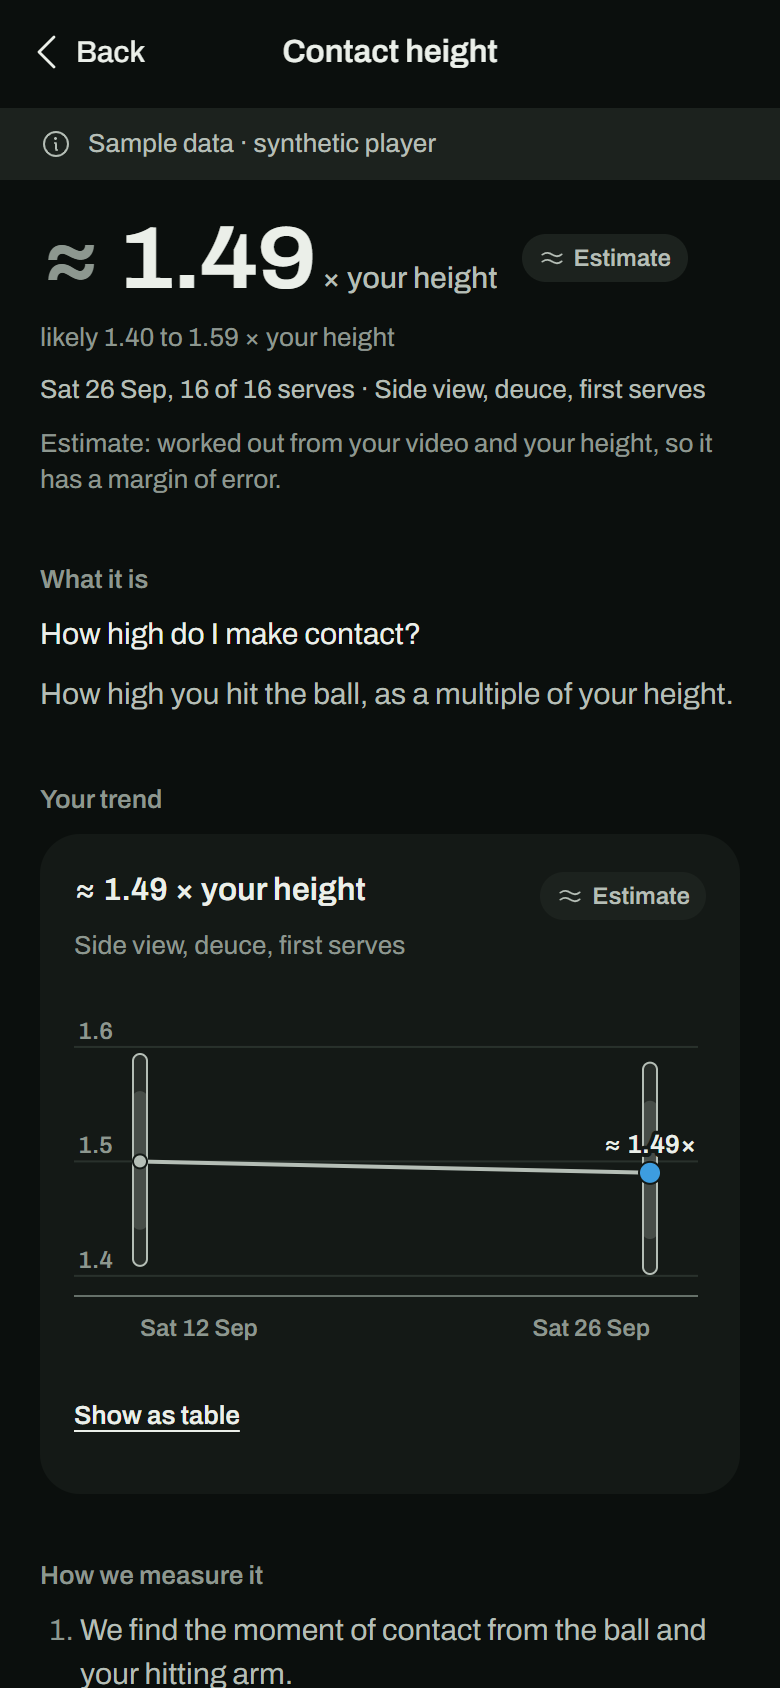 Back
Contact height
Sample data · synthetic player
≈ 1.49 × your height
≈ Estimate
likely 1.40 to 1.59 × your height
Sat 26 Sep, 16 of 16 serves · Side view, deuce, first serves
Estimate: worked out from your video and your height, so it
has a margin of error.
What it is
How high do I make contact?
How high you hit the ball, as a multiple of your height.
Your trend
≈ 1.49 × your height
≈ Estimate
Side view, deuce, first serves
1.6
1.5
≈ 1.49×
1.4
Sat 12 Sep
Sat 26 Sep
Show as table
How we measure it
1. We find the moment of contact from the ball and
your hitting arm.